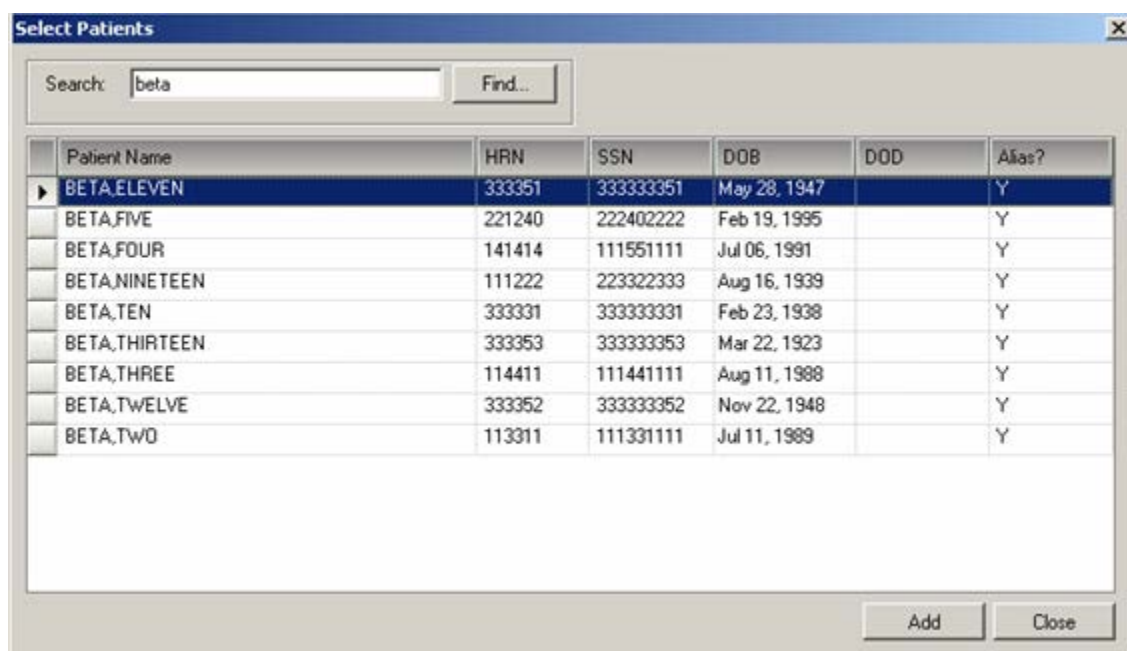 Select Patients
Search: beta Find...
Patient Name HRN SSN DOB DOD Alias?
BETA,ELEVEN 333351 333333351 May 28, 1947 Y
BETA,FIVE 221240 222402222 Feb 19, 1995 Y
BETA,FOUR 141414 111551111 Jul 06, 1991 Y
BETA,NINETEEN 111222 223322333 Aug 16, 1939 Y
BETA,TEN 333331 333333331 Feb 23, 1938 Y
BETA,THIRTEEN 333353 333333353 Mar 22, 1923 Y
BETA,THREE 114411 111441111 Aug 11, 1988 Y
BETA,TWELVE 333352 333333352 Nov 22, 1948 Y
BETA,TWO 113311 111331111 Jul 11, 1989 Y
Add Close